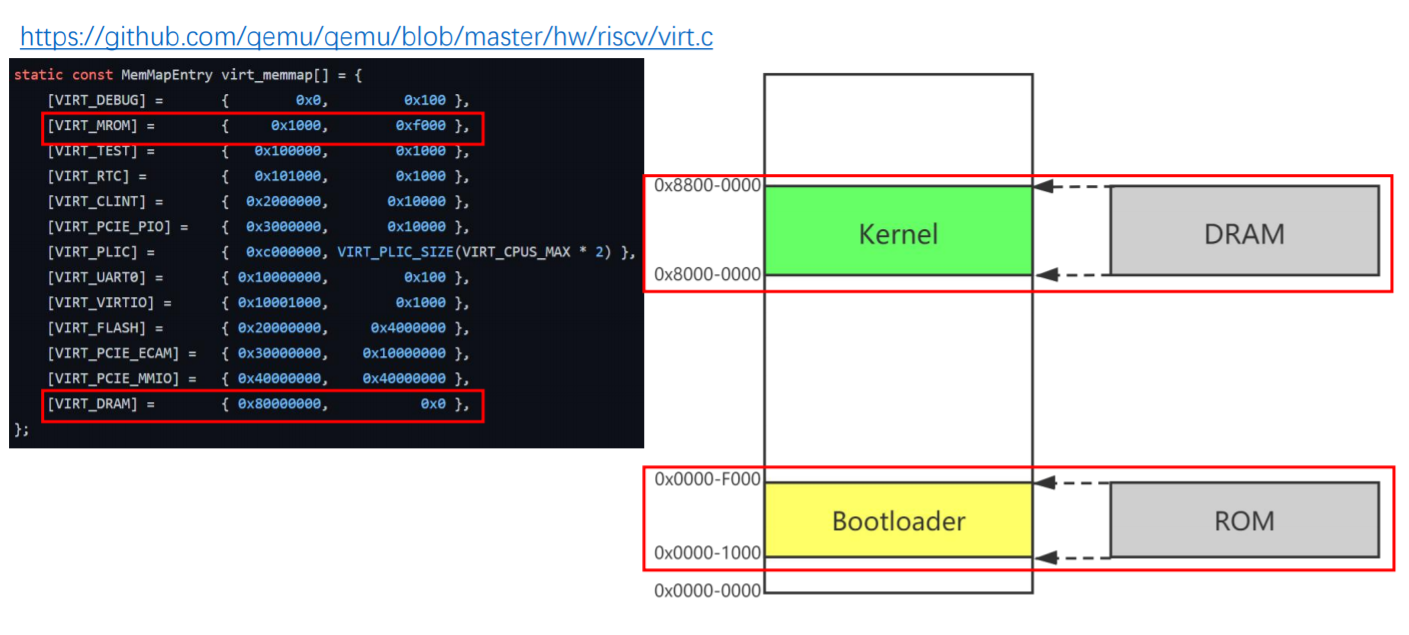 https://github.com/qemu/qemu/blob/master/hw/riscv/virt.c
static const MemMapEntry virt_memmap[] = {
[VIRT_DEBUG] = { 0x0, 0x100 },
[VIRT_MROM] = { 0x1000, 0xf000 },
[VIRT_TEST] = { 0x100000, 0x1000 },
[VIRT_RTC] = { 0x101000, 0x1000 },
[VIRT_CLINT] = { 0x2000000, 0x10000 },
[VIRT_PCIE_PIO] = { 0x3000000, 0x10000 },
[VIRT_PLIC] = { 0xc000000, VIRT_PLIC_SIZE(VIRT_CPUS_MAX * 2) },
[VIRT_UART0] = { 0x10000000, 0x100 },
[VIRT_VIRTIO] = { 0x10001000, 0x1000 },
[VIRT_FLASH] = { 0x20000000, 0x4000000 },
[VIRT_PCIE_ECAM] = { 0x30000000, 0x10000000 },
[VIRT_PCIE_MMIO] = { 0x40000000, 0x40000000 },
[VIRT_DRAM] = { 0x80000000, 0x0 },
};
0x8800-0000
Kernel
DRAM
0x8000-0000
0x0000-F000
Bootloader
ROM
0x0000-1000
0x0000-0000